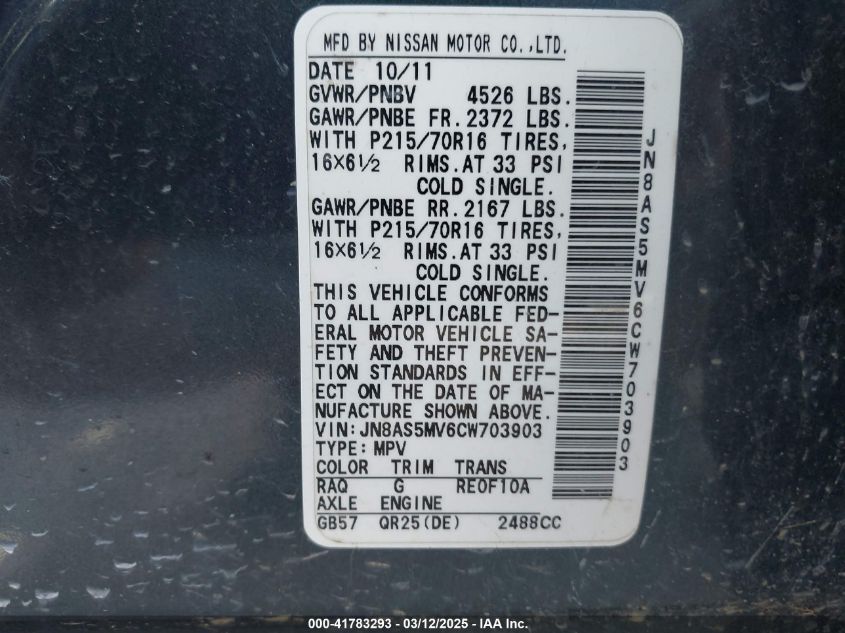 MFD BY NISSAN MOTOR CO.,LTD.
DATE 10/11
GVWR/PNBV 4526 LBS.
GAWR/PNBE FR.2372 LBS.
WITH P215/70R16 TIRES,
16X6½ RIMS.AT 33 PSI
COLD SINGLE.
GAWR/PNBE RR.2167 LBS.
WITH P215/70R16 TIRES,
16X6½ RIMS.AT 33 PSI
COLD SINGLE.
THIS VEHICLE CONFORMS
TO ALL APPLICABLE FED-
ERAL MOTOR VEHICLE SA-
FETY AND THEFT PREVEN-
TION STANDARDS IN EFF-
ECT ON THE DATE OF MA-
NUFACTURE SHOWN ABOVE.
VIN:JN8AS5MV6CW703903
TYPE:MPV
COLOR TRIM TRANS
RAQ G RE0F10A
AXLE ENGINE
GB57 QR25(DE) 2488CC
JN8AS5MV6CW703903
000-41783293 - 03/12/2025 - IAA Inc.